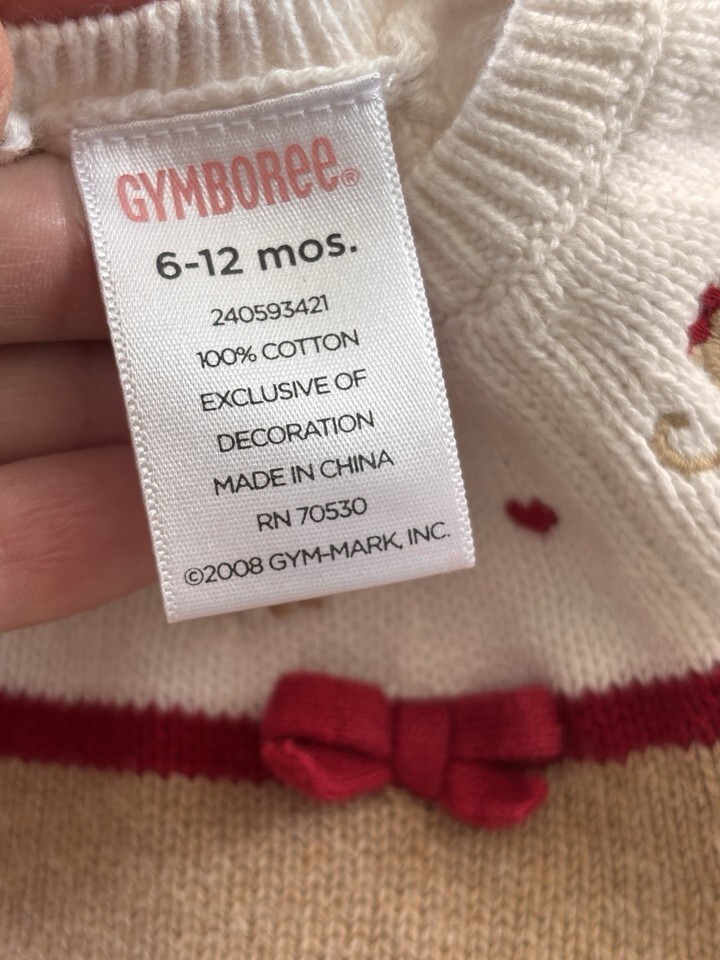 GYMBOREE®
6-12 mos.
240593421
100% COTTON
EXCLUSIVE OF
DECORATION
MADE IN CHINA
RN 70530
©2008 GYM-MARK, INC.